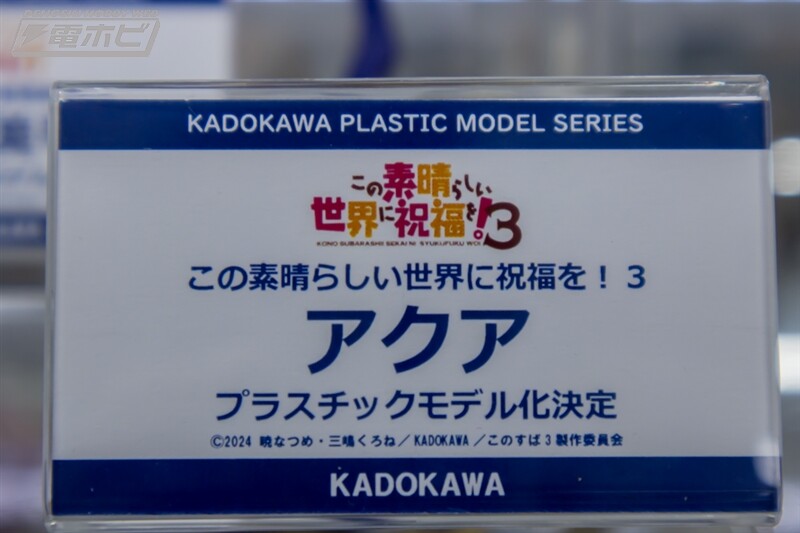 電ホビ
KADOKAWA PLASTIC MODEL SERIES
この素晴らしい
世界に祝福を!3
KONO SUBARASHII SEKAI NI SYUKUFUKU WO!
この素晴らしい世界に祝福を！３
アクア
プラスチックモデル化決定
©2024 暁なつめ・三嶋くろね／KADOKAWA／このすば3製作委員会
KADOKAWA